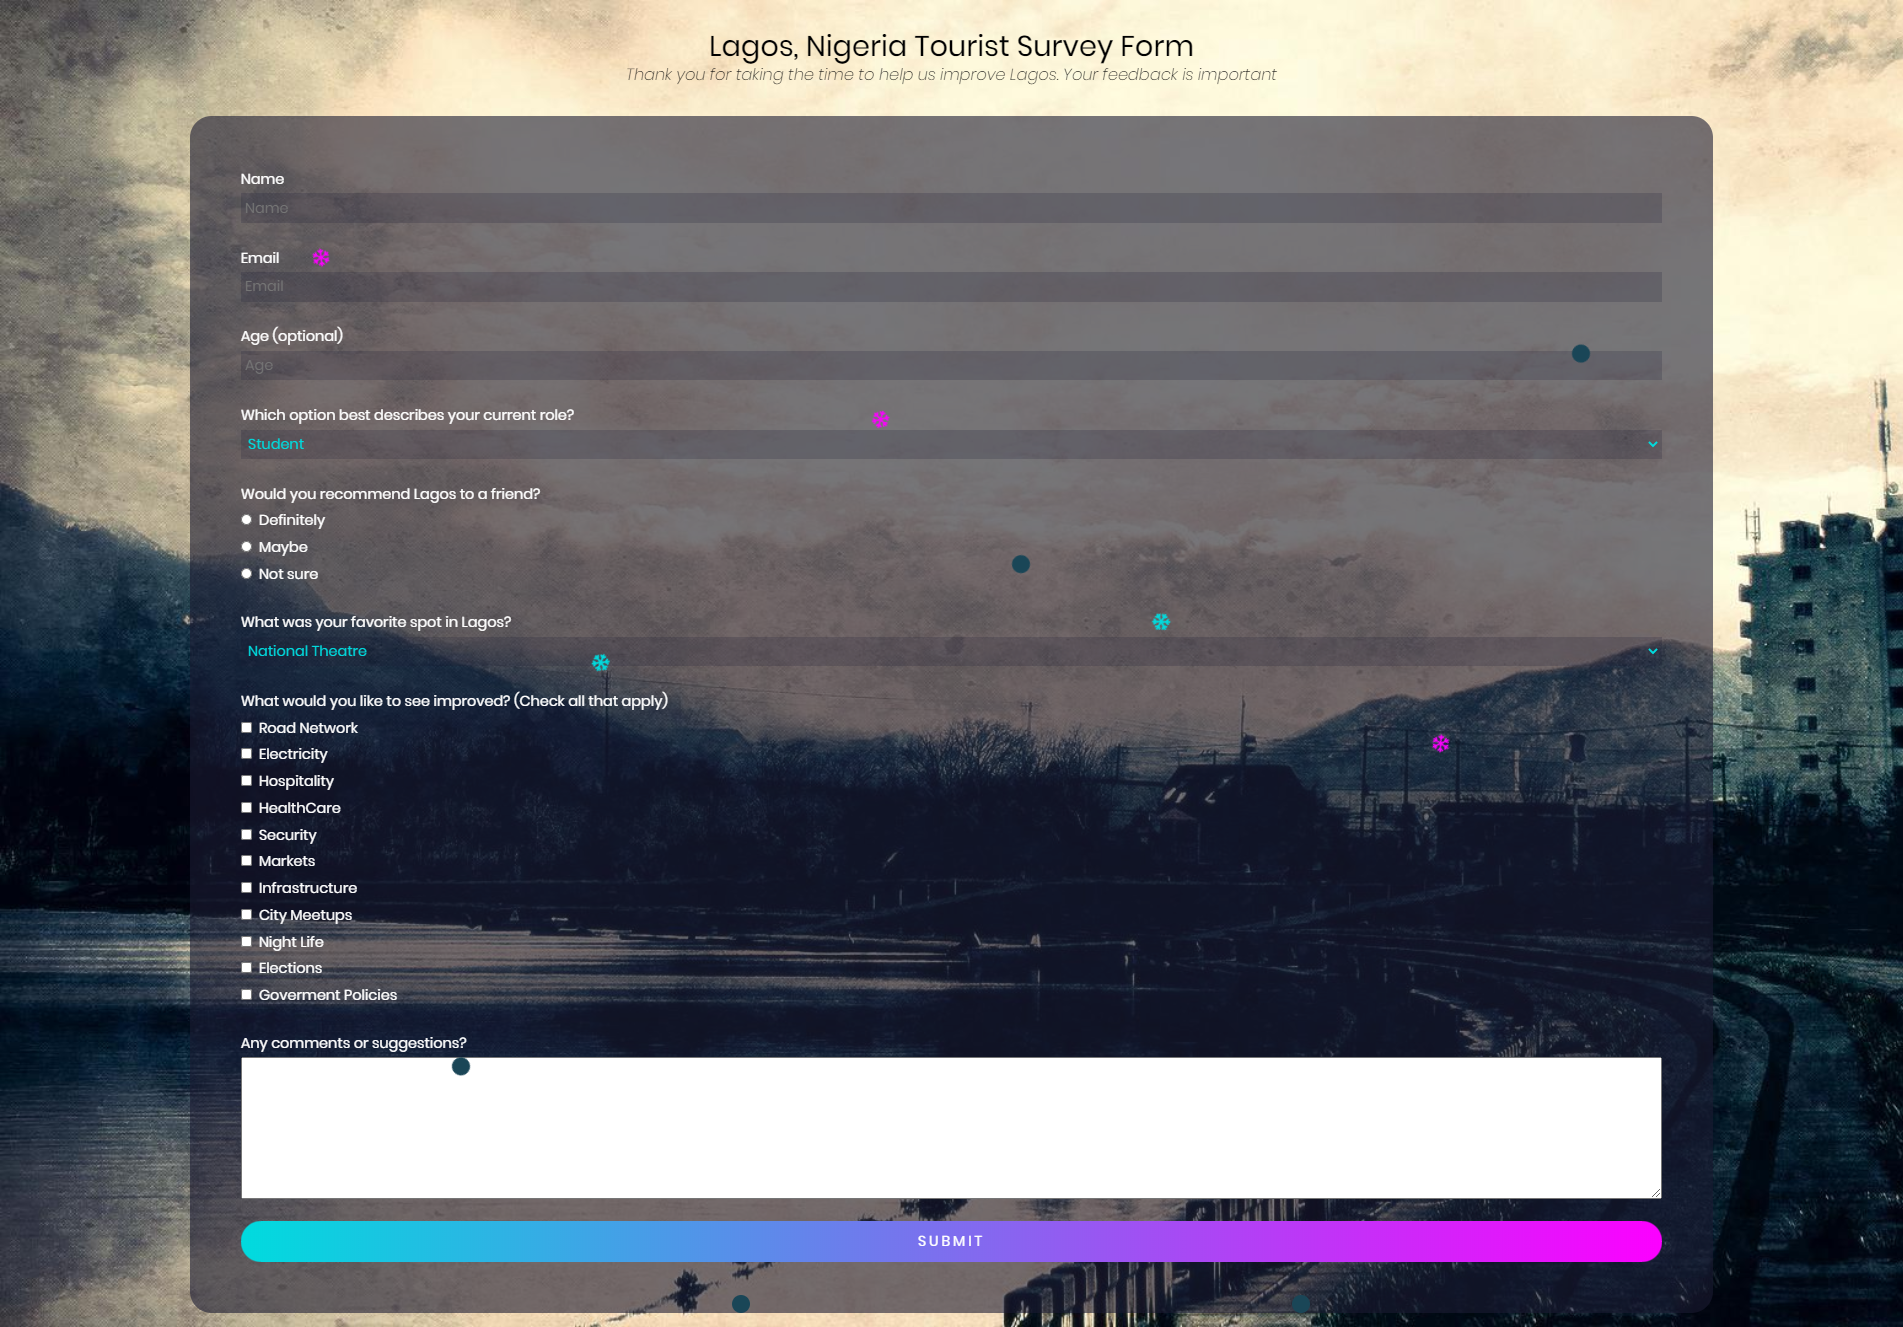 Lagos, Nigeria Tourist Survey Form
Thank you for taking the time to help us improve Lagos. Your feedback is important
Name
Name
Email
Email
Age (optional)
Age
Which option best describes your current role?
Student
Would you recommend Lagos to a friend?
Definitely
Maybe
Not sure
What was your favorite spot in Lagos?
National Theatre
What would you like to see improved? (Check all that apply)
Road Network
Electricity
Hospitality
HealthCare
Security
Markets
Infrastructure
City Meetups
Night Life
Elections
Goverment Policies
Any comments or suggestions?
SUBMIT